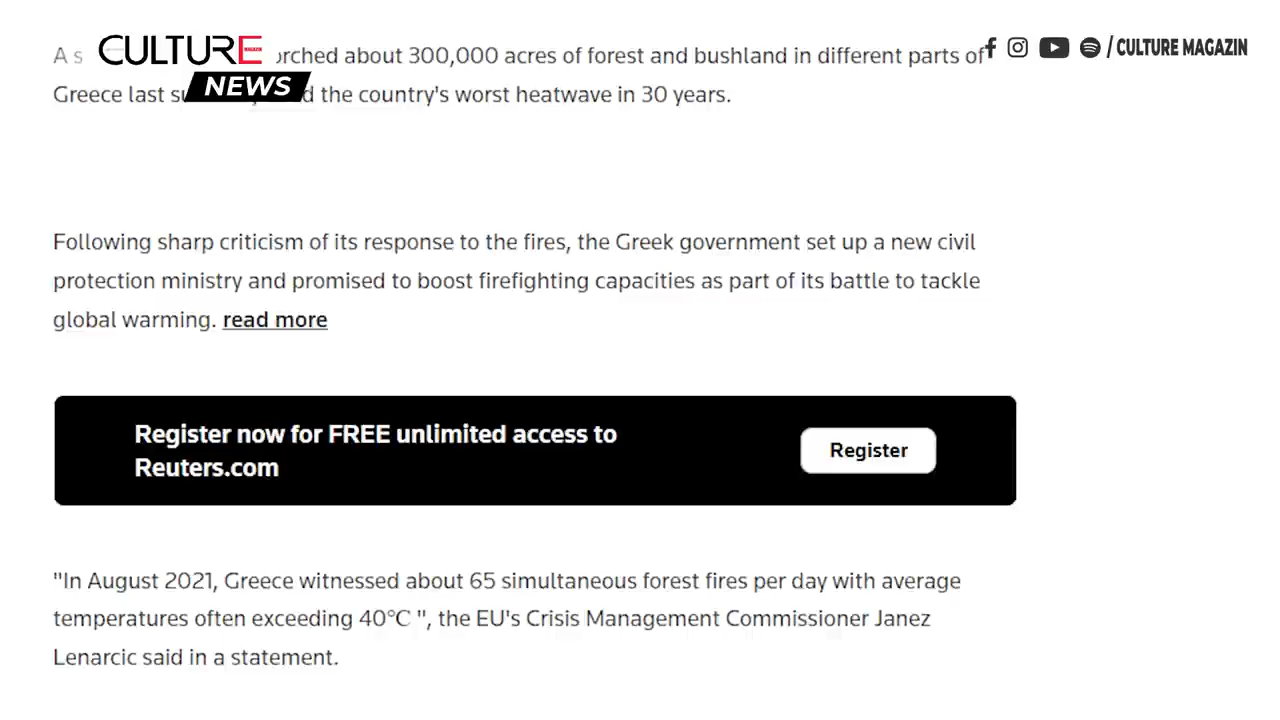 CULTURE
NEWS
/ CULTURE MAGAZIN
A s orched about 300,000 acres of forest and bushland in different parts of
Greece last su d the country's worst heatwave in 30 years.
Following sharp criticism of its response to the fires, the Greek government set up a new civil
protection ministry and promised to boost firefighting capacities as part of its battle to tackle
global warming. read more
Register now for FREE unlimited access to
Reuters.com
Register
"In August 2021, Greece witnessed about 65 simultaneous forest fires per day with average
temperatures often exceeding 40°C ", the EU's Crisis Management Commissioner Janez
Lenarcic said in a statement.